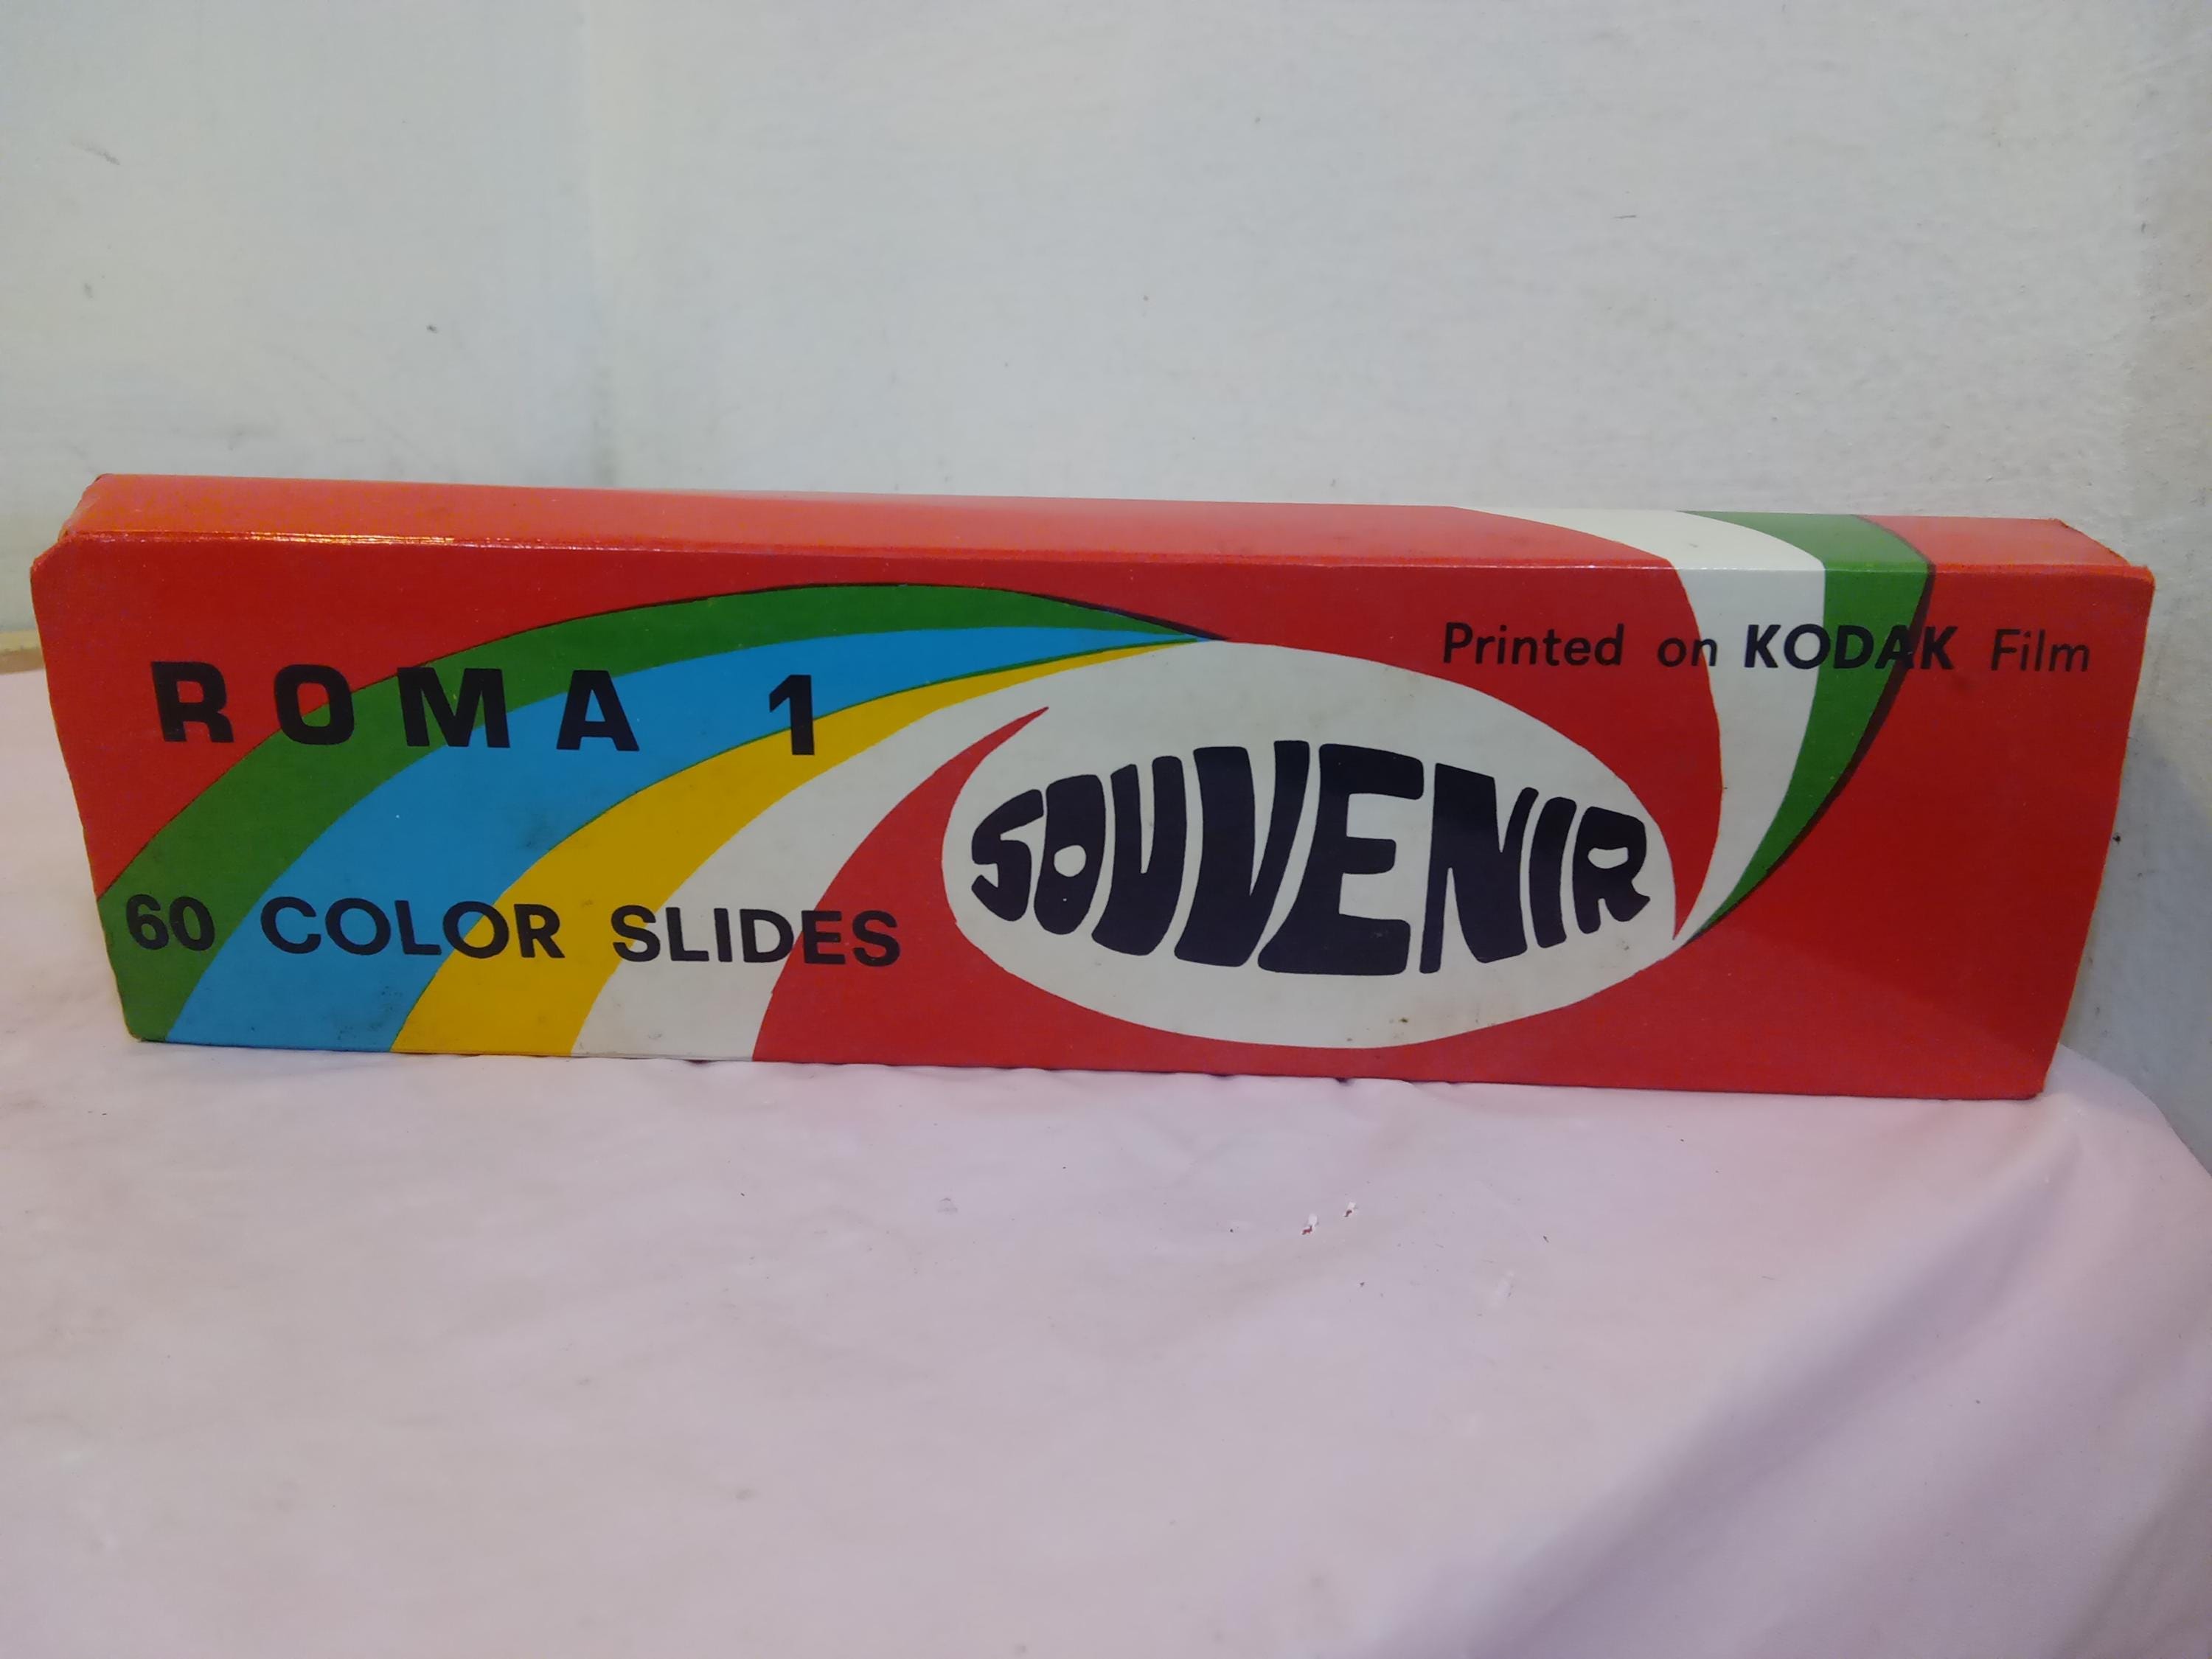 ROMA 1
Printed on KODAK Film
SOUVENIR
60 COLOR SLIDES